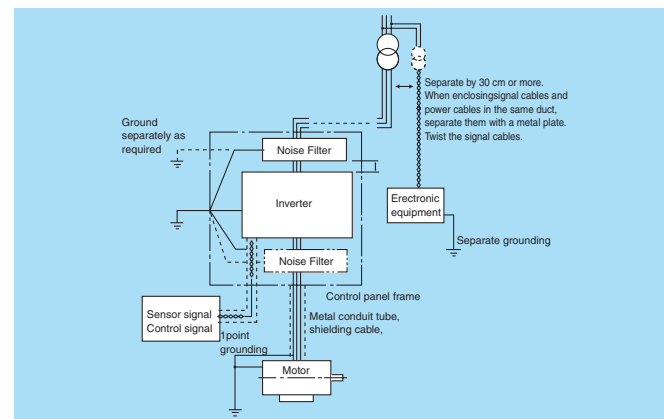 Separate by 30 cm or more.
When enclosingsignal cables and
power cables in the same duct,
separate them with a metal plate.
Twist the signal cables.
Ground
separately as
required
Noise Filter
Inverter
Erectronic
equipment
Separate grounding
Noise Filter
Control panel frame
Sensor signal
Control signal
Metal conduit tube,
shielding cable,
1point
grounding
Motor